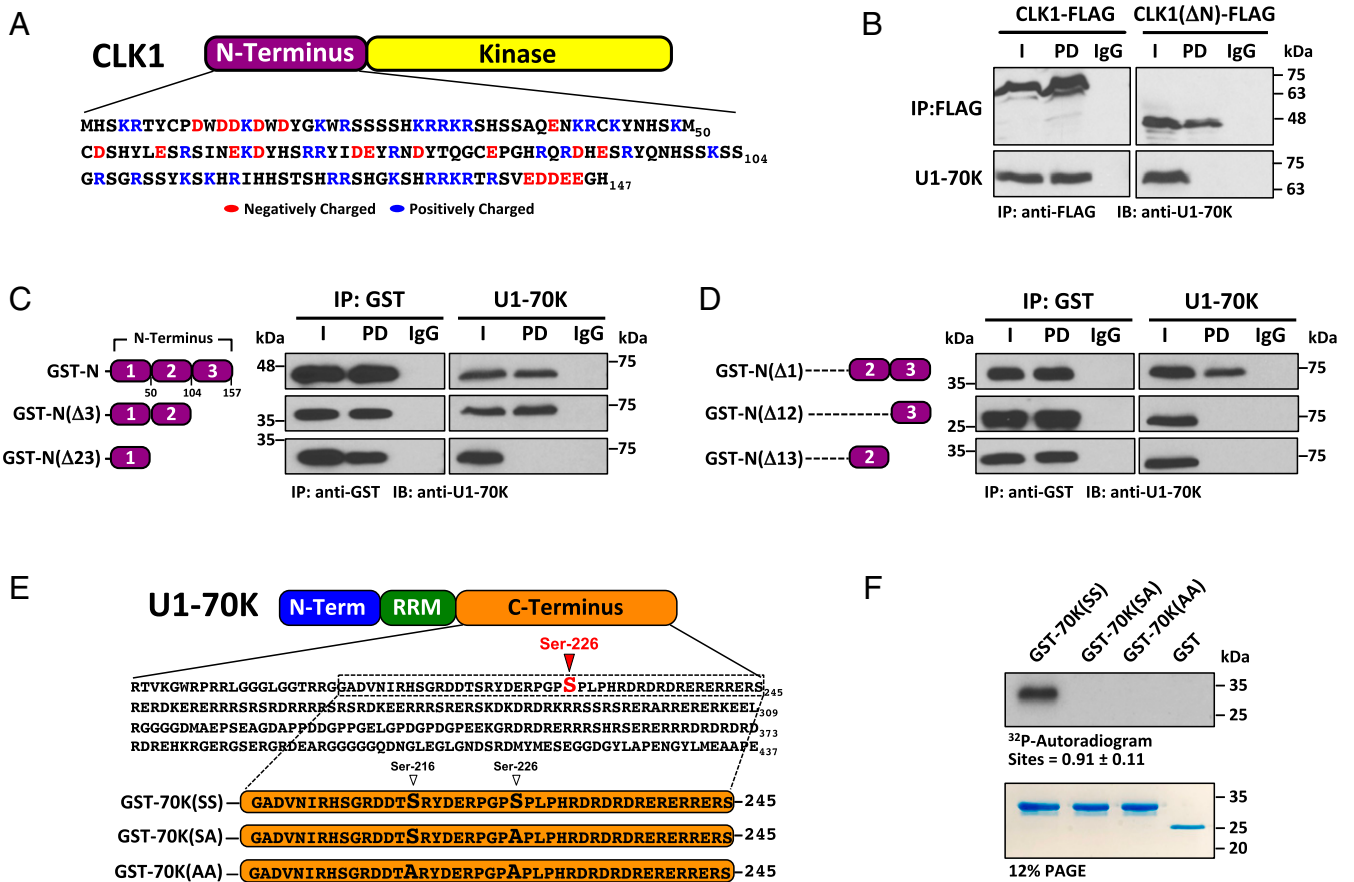 A
CLK1 N-Terminus Kinase
MHSKRTYCPDWDDKDWDYGKWRSSSSHKRRKRSHSSAQENKRCKYNHSKM50
CDSHYLESRSINEKDYHSRRYIDEYRNDYTQGCEPGHRQRDHESRYQNHSSKSS104
GRSGRSSYKSKHRIHHSTSHRRSHGKSHRRKRTRSVEDDEEGH147
Negatively Charged Positively Charged
B
CLK1-FLAG CLK1(ΔN)-FLAG
I PD IgG I PD IgG kDa
IP:FLAG
75
63
48
U1-70K
75
63
IP: anti-FLAG IB: anti-U1-70K
C
IP: GST U1-70K
N-Terminus kDa I PD IgG I PD IgG kDa
GST-N 1 2 3 48 75
50 104 157
GST-N(Δ3) 1 2 35 75
GST-N(Δ23) 1 35 75
IP: anti-GST IB: anti-U1-70K
D
IP: GST U1-70K
kDa I PD IgG I PD IgG kDa
GST-N(Δ1) 2 3 35 75
GST-N(Δ12) 3 25 75
GST-N(Δ13) 2 35 75
IP: anti-GST IB: anti-U1-70K
E
U1-70K N-Term RRM C-Terminus
Ser-226
RTVKGWRPRRLGGGLGGTRRGGADVNIRHSGRDDTSRYDERPGPSPLPHRDRDRDRERERRERS245
RERDKERERRRSRSRDRRRRSRSRDKEERRRSRERSKDKDRDRKRRSSRSRERARRERERKEEL309
RGGGGDMAEPSEAGDAPPDDGPPGELGPDGPDGPEEKGRDRDRERRRSHRSERERRRDRDRDRD373
RDREHKRGERGSERGRDEARGGGGGQDNGLEGLGNDSRDMYMESEGGDGYLAPENGYLMEAAPE437
Ser-216 Ser-226
GST-70K(SS) GADVNIRHSGRDDTSRYDERPGPSPLPHRDRDRDRERERRERS -245
GST-70K(SA) GADVNIRHSGRDDTSRYDERPGPAPLPHRDRDRDRERERRERS -245
GST-70K(AA) GADVNIRHSGRDDTARYDERPGPAPLPHRDRDRDRERERRERS -245
F
GST-70K(SS) GST-70K(SA) GST-70K(AA) GST
kDa
35
25
32P-Autoradiogram
Sites = 0.91 ± 0.11
35
25
20
12% PAGE